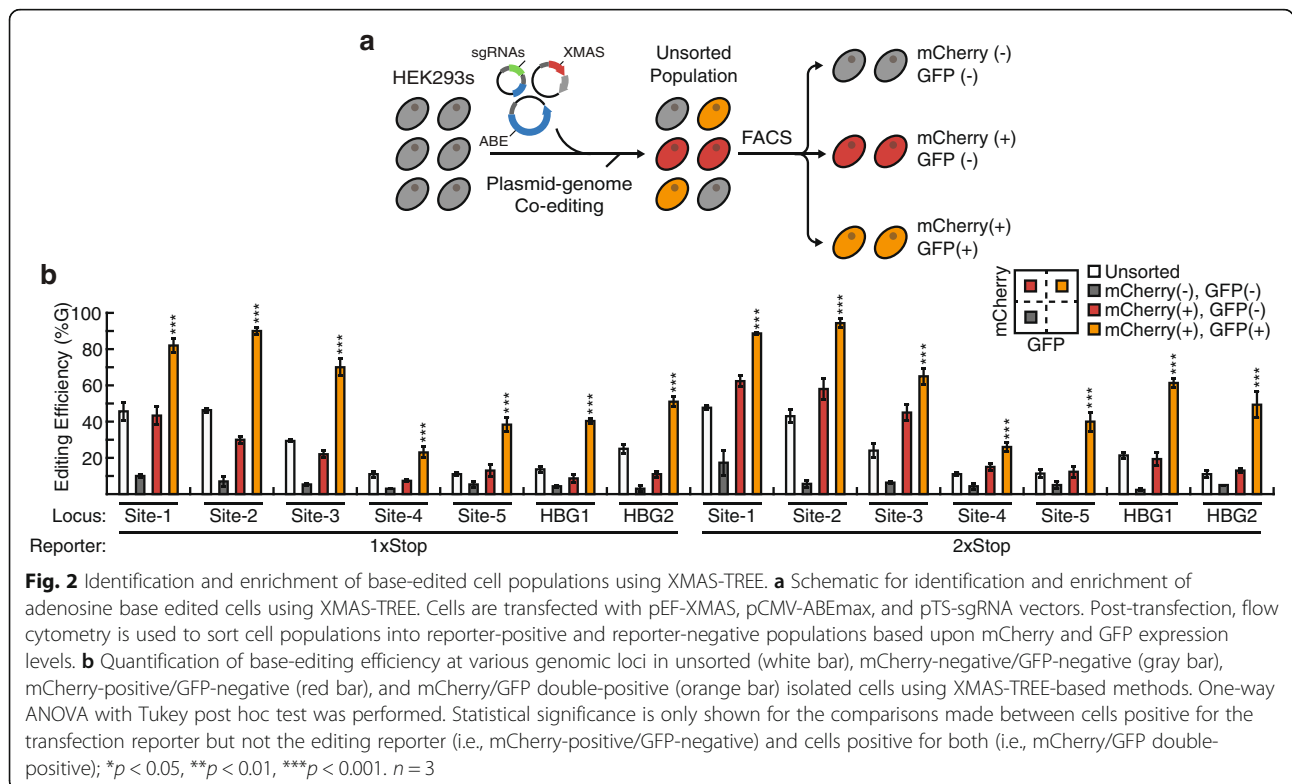 a
sgRNAs XMAS
HEK293s
ABE
Plasmid-genome
Co-editing
Unsorted
Population
FACS
mCherry (-)
GFP (-)
mCherry (+)
GFP (-)
mCherry(+)
GFP(+)
b
mCherry
GFP
Unsorted
mCherry(-), GFP(-)
mCherry(+), GFP(-)
mCherry(+), GFP(+)
Editing Efficiency (%G)
100
80
60
40
20
*** *** *** *** *** *** *** *** *** *** *** *** *** ***
Locus: Site-1 Site-2 Site-3 Site-4 Site-5 HBG1 HBG2 Site-1 Site-2 Site-3 Site-4 Site-5 HBG1 HBG2
Reporter: 1xStop 2xStop
Fig. 2 Identification and enrichment of base-edited cell populations using XMAS-TREE. a Schematic for identification and enrichment of
adenosine base edited cells using XMAS-TREE. Cells are transfected with pEF-XMAS, pCMV-ABEmax, and pTS-sgRNA vectors. Post-transfection, flow
cytometry is used to sort cell populations into reporter-positive and reporter-negative populations based upon mCherry and GFP expression
levels. b Quantification of base-editing efficiency at various genomic loci in unsorted (white bar), mCherry-negative/GFP-negative (gray bar),
mCherry-positive/GFP-negative (red bar), and mCherry/GFP double-positive (orange bar) isolated cells using XMAS-TREE-based methods. One-way
ANOVA with Tukey post hoc test was performed. Statistical significance is only shown for the comparisons made between cells positive for the
transfection reporter but not the editing reporter (i.e., mCherry-positive/GFP-negative) and cells positive for both (i.e., mCherry/GFP double-
positive); *p < 0.05, **p < 0.01, ***p < 0.001. n = 3